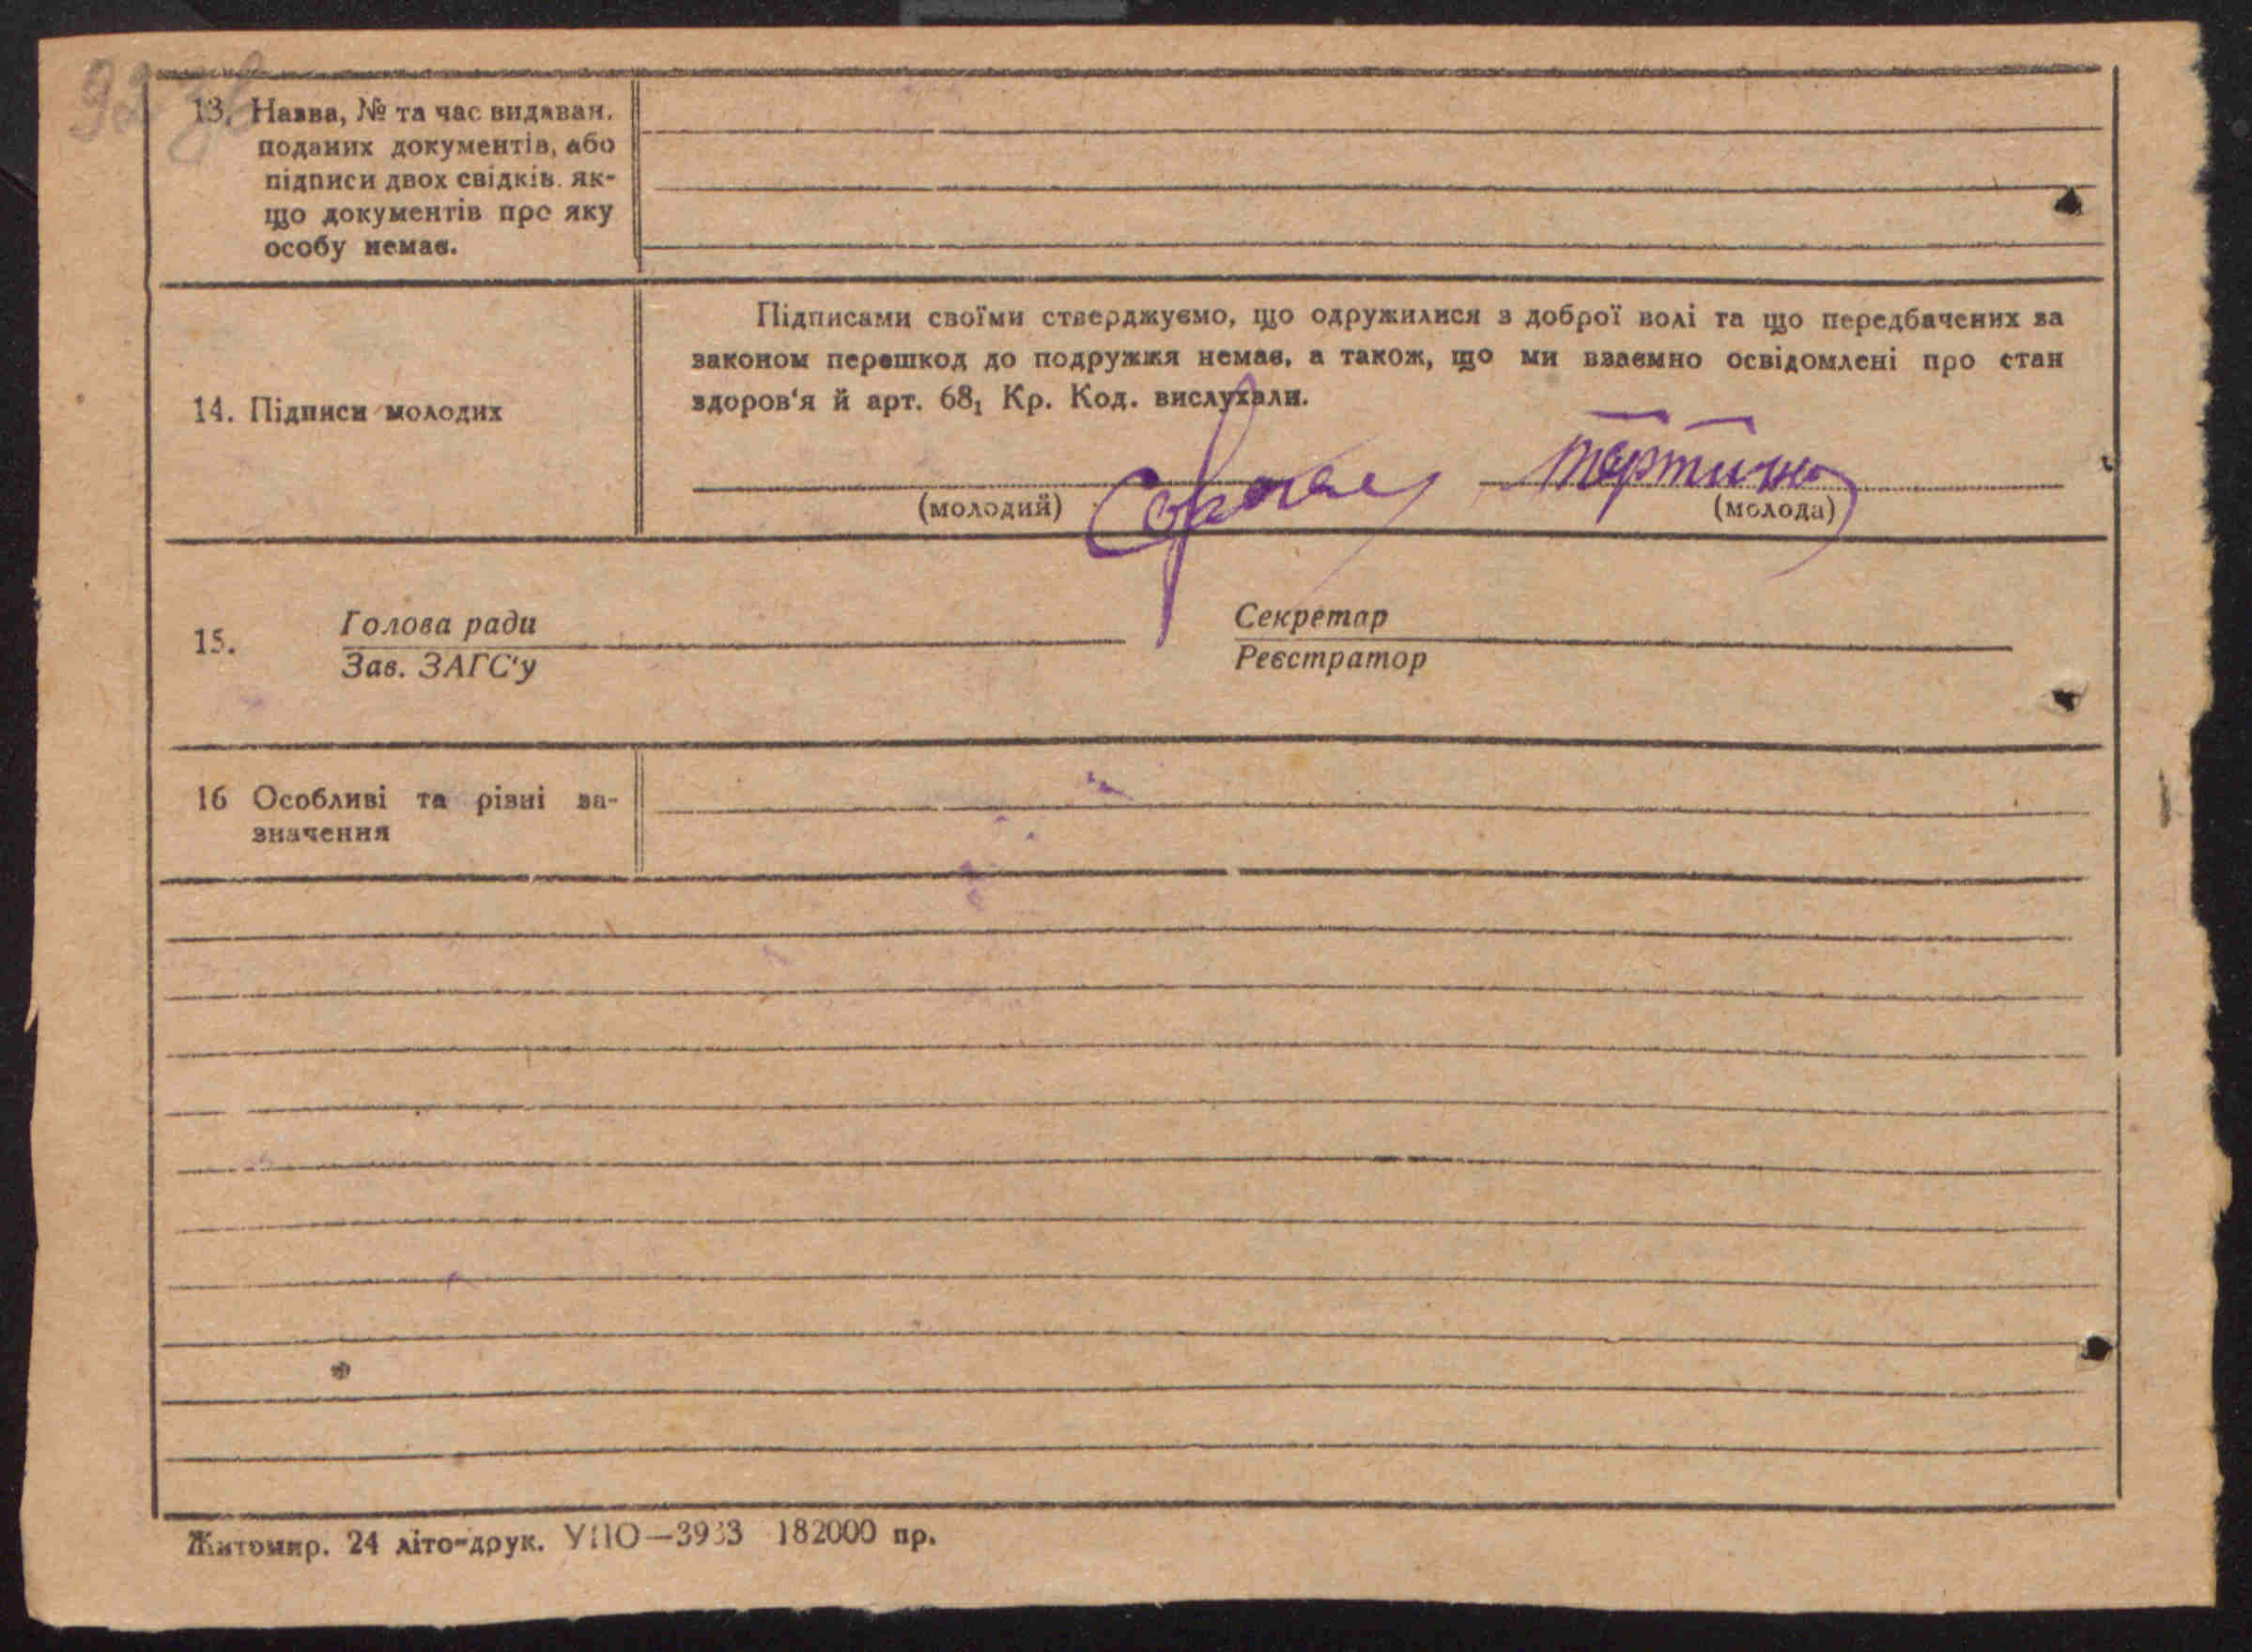 92 зв
13. Назва, № та час видаван.
поданих документів, або
підписи двох свідків. як-
що документів про яку
особу немає.
14. Підписи молодих
Підписами своїми стверджуємо, що одружилися з доброї волі та що передбачених за
законом перешкод до подружжя немає, а також, що ми взаємно освідомлені про стан
здоров'я й арт. 68₁ Кр. Код. вислухали.
(молодий) (молода)
15. Голова ради Секретар
Зав. ЗАГС'у Реєстратор
16 Особливі та різні за-
значення
Житомир. 24 літо-друк. УПО—3933 182000 пр.